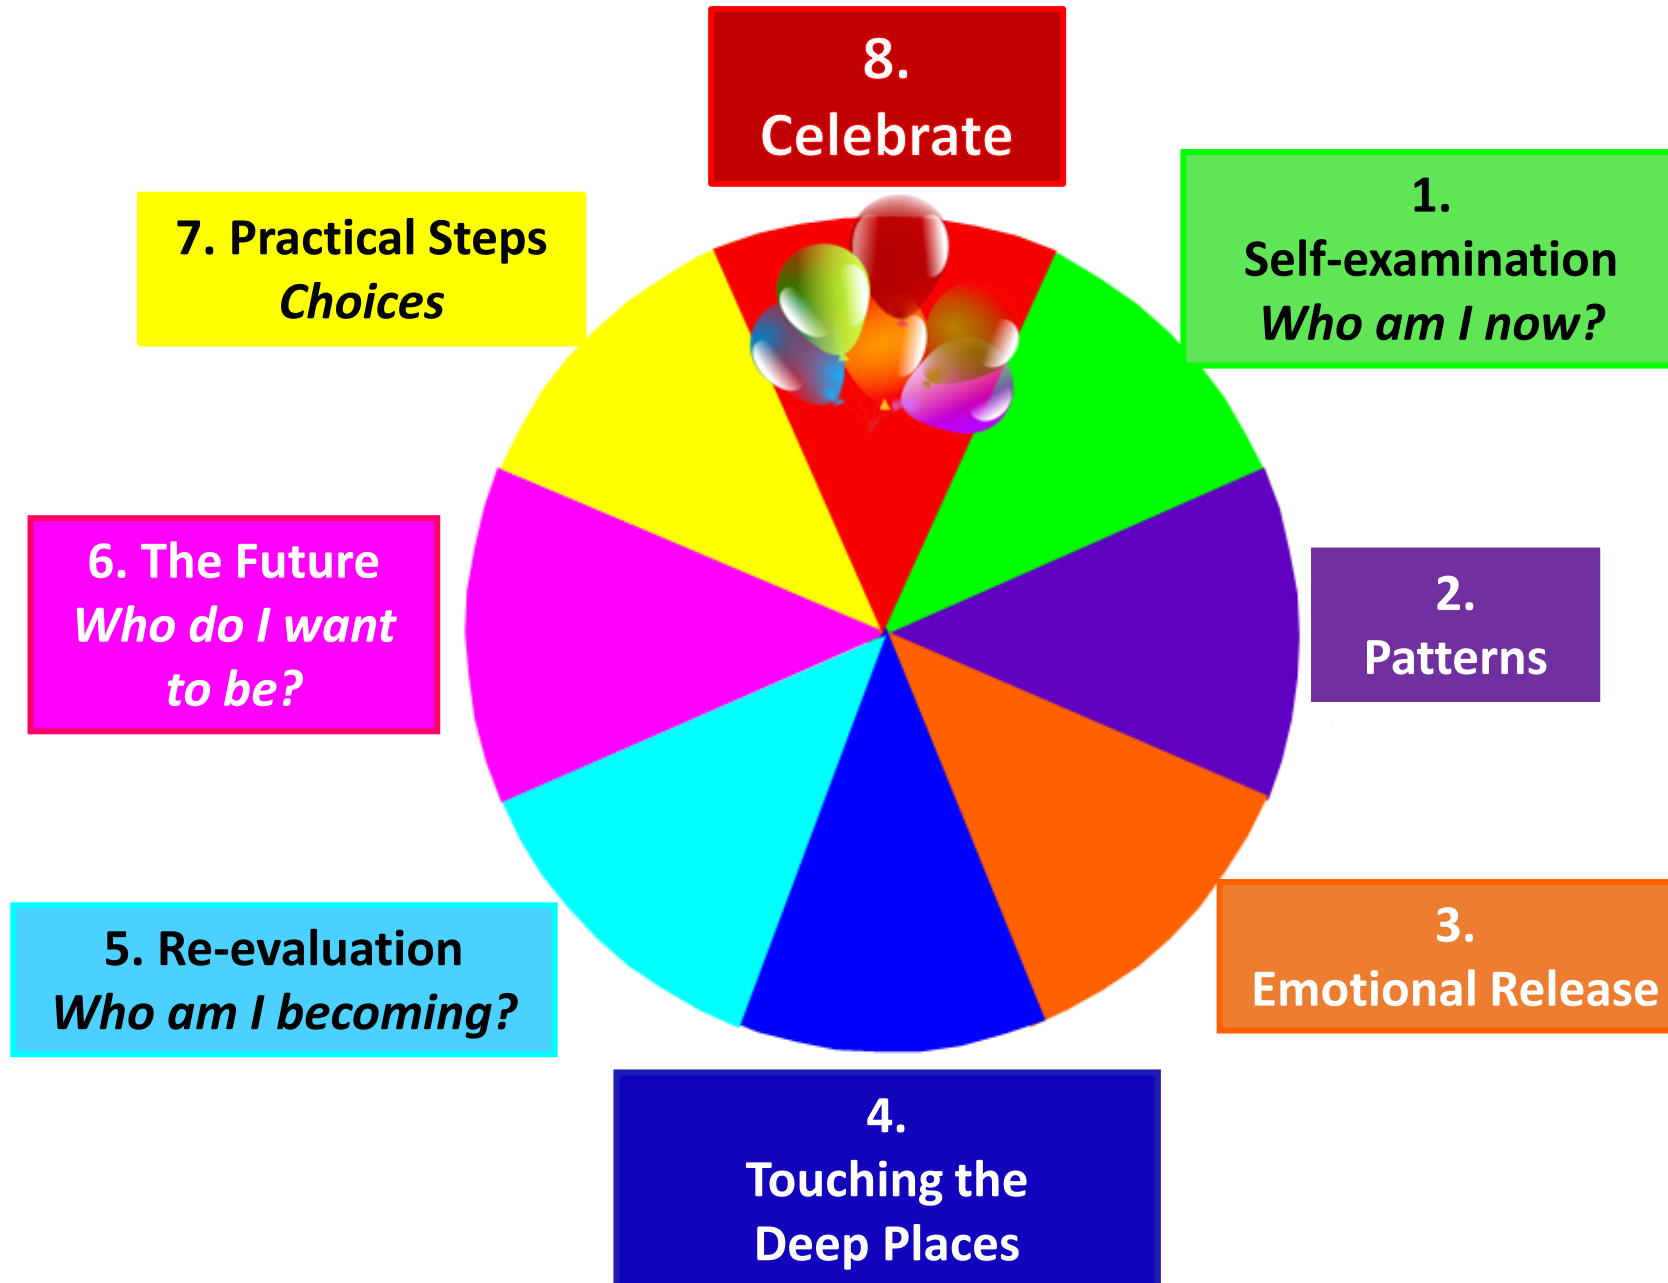 8.
Celebrate
1.
Self-examination
Who am I now?
2.
Patterns
3.
Emotional Release
4.
Touching the
Deep Places
5. Re-evaluation
Who am I becoming?
6. The Future
Who do I want
to be?
7. Practical Steps
Choices